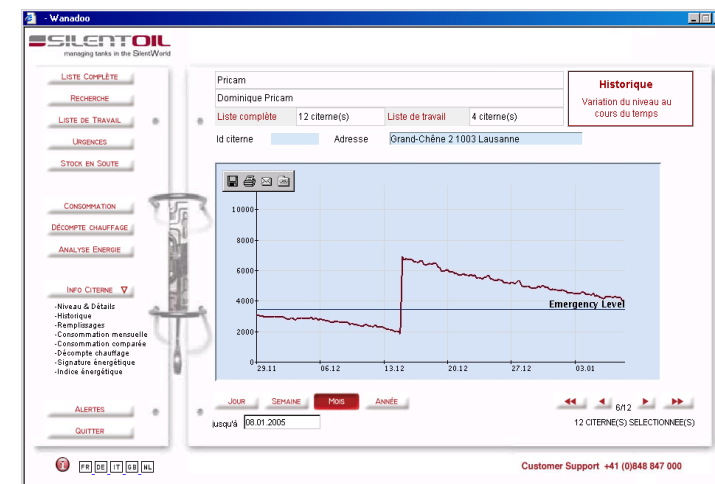 - Wanadoo
SILENTOIL
managing tanks in the SilentWorld
LISTE COMPLÈTE
RECHERCHE
LISTE DE TRAVAIL
URGENCES
STOCK EN SOUTE
CONSOMMATION
DÉCOMPTE CHAUFFAGE
ANALYSE ENERGIE
INFO CITERNE
-Niveau & Détails
-Historique
-Remplissages
-Consommation mensuelle
-Consommation comparée
-Décompte chauffage
-Signature énergétique
-Indice énergétique
ALERTES
QUITTER
FR DE IT GB NL
Pricam
Dominique Pricam
Liste complète 12 citerne(s) Liste de travail 4 citerne(s)
Id citerne Adresse Grand-Chêne 2 1003 Lausanne
Historique
Variation du niveau au
cours du temps
10000
8000
6000
4000
2000
0
Emergency Level
29.11 06.12 13.12 20.12 27.12 03.01
JOUR SEMAINE MOIS ANNÉE
6/12
jusqu'à 08.01.2005
12 CITERNE(S) SELECTIONNEE(S)
Customer Support +41 (0)848 847 000